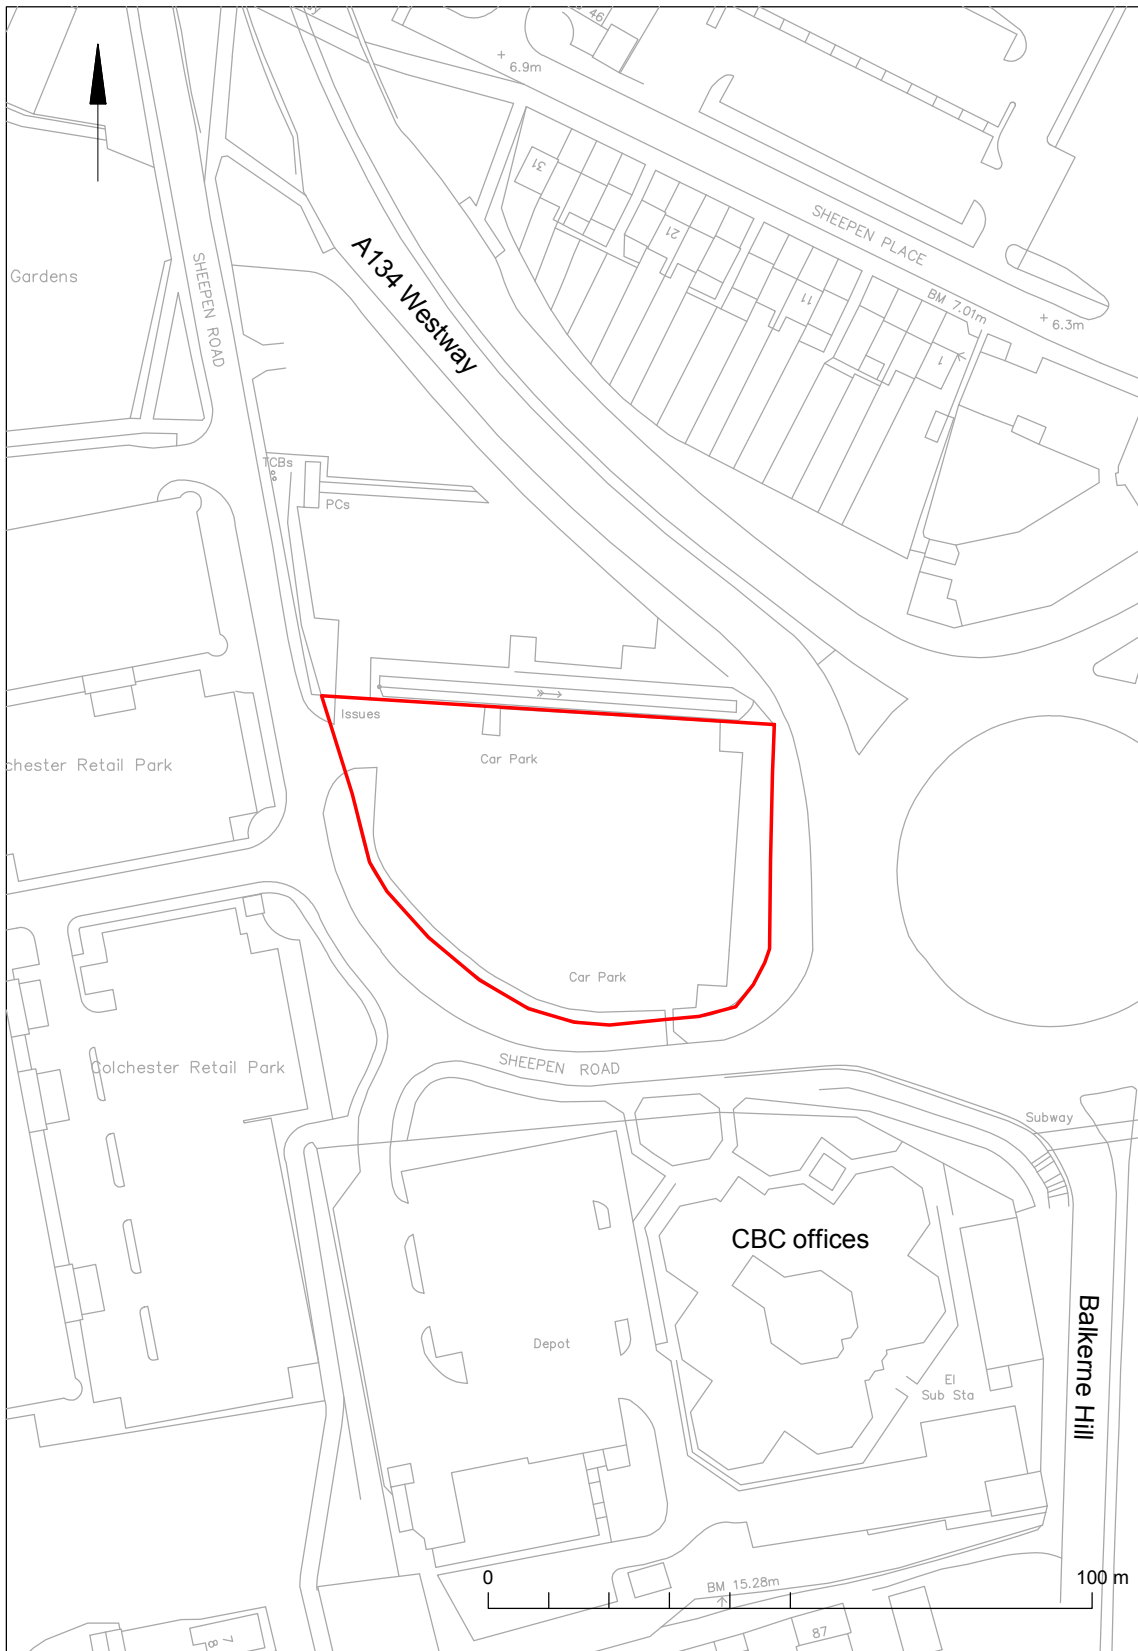 46
6.9m
31
SHEEPEN PLACE
21
Gardens
SHEEPEN ROAD
A134 Westway
11
BM 7.01m
6.3m
1
TCBs
PCs
Issues
Car Park
chester Retail Park
Car Park
SHEEPEN ROAD
Colchester Retail Park
Subway
CBC offices
Balkerne Hill
Depot
El
Sub Sta
0
100 m
BM 15.28m
87
7
8